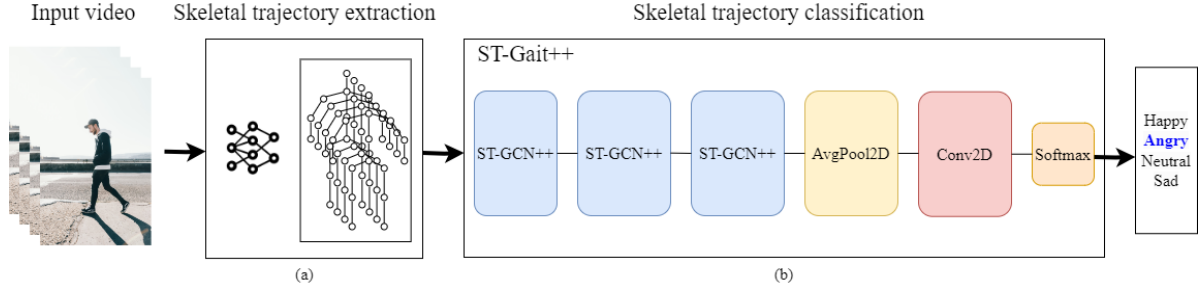 Input video
Skeletal trajectory extraction
Skeletal trajectory classification
ST-Gait++
ST-GCN++
ST-GCN++
ST-GCN++
AvgPool2D
Conv2D
Softmax
Happy
Angry
Neutral
Sad
(a)
(b)